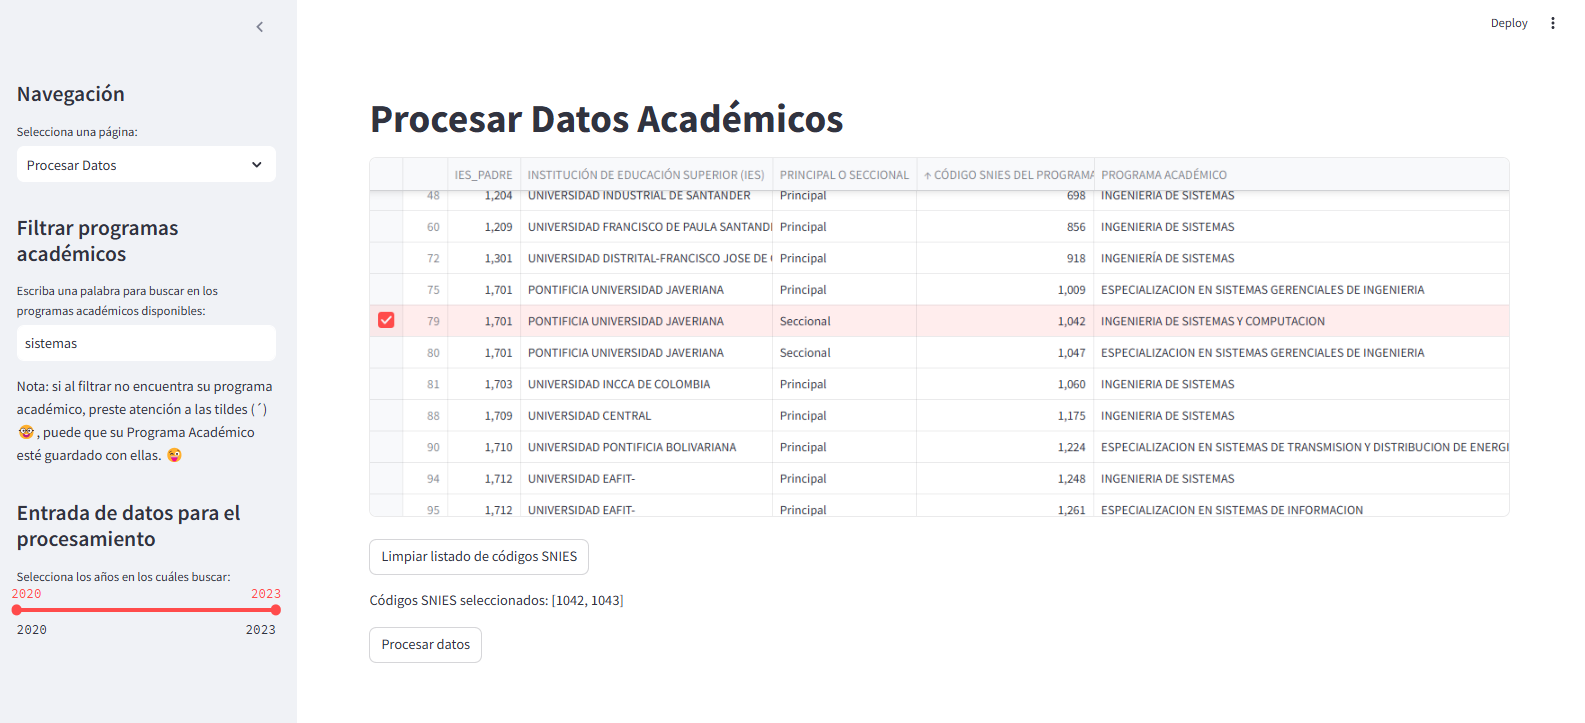 Deploy
Navegación
Selecciona una página:
Procesar Datos
Filtrar programas
académicos
Escriba una palabra para buscar en los
programas académicos disponibles:
sistemas
Nota: si al filtrar no encuentra su programa
académico, preste atención a las tildes (´)
🤓, puede que su Programa Académico
esté guardado con ellas. 😜
Entrada de datos para el
procesamiento
Selecciona los años en los cuáles buscar:
2020 2023
2020 2023
Procesar Datos Académicos
IES_PADRE INSTITUCIÓN DE EDUCACIÓN SUPERIOR (IES) PRINCIPAL O SECCIONAL ↑ CÓDIGO SNIES DEL PROGRAMA PROGRAMA ACADÉMICO
48 1,204 UNIVERSIDAD INDUSTRIAL DE SANTANDER Principal 698 INGENIERIA DE SISTEMAS
60 1,209 UNIVERSIDAD FRANCISCO DE PAULA SANTAND Principal 856 INGENIERIA DE SISTEMAS
72 1,301 UNIVERSIDAD DISTRITAL-FRANCISCO JOSE DE Principal 918 INGENIERÍA DE SISTEMAS
75 1,701 PONTIFICIA UNIVERSIDAD JAVERIANA Principal 1,009 ESPECIALIZACION EN SISTEMAS GERENCIALES DE INGENIERIA
79 1,701 PONTIFICIA UNIVERSIDAD JAVERIANA Seccional 1,042 INGENIERIA DE SISTEMAS Y COMPUTACION
80 1,701 PONTIFICIA UNIVERSIDAD JAVERIANA Seccional 1,047 ESPECIALIZACION EN SISTEMAS GERENCIALES DE INGENIERIA
81 1,703 UNIVERSIDAD INCCA DE COLOMBIA Principal 1,060 INGENIERIA DE SISTEMAS
88 1,709 UNIVERSIDAD CENTRAL Principal 1,175 INGENIERIA DE SISTEMAS
90 1,710 UNIVERSIDAD PONTIFICIA BOLIVARIANA Principal 1,224 ESPECIALIZACION EN SISTEMAS DE TRANSMISION Y DISTRIBUCION DE ENERGI
94 1,712 UNIVERSIDAD EAFIT- Principal 1,248 INGENIERIA DE SISTEMAS
95 1,712 UNIVERSIDAD EAFIT- Principal 1,261 ESPECIALIZACION EN SISTEMAS DE INFORMACION
Limpiar listado de códigos SNIES
Códigos SNIES seleccionados: [1042, 1043]
Procesar datos